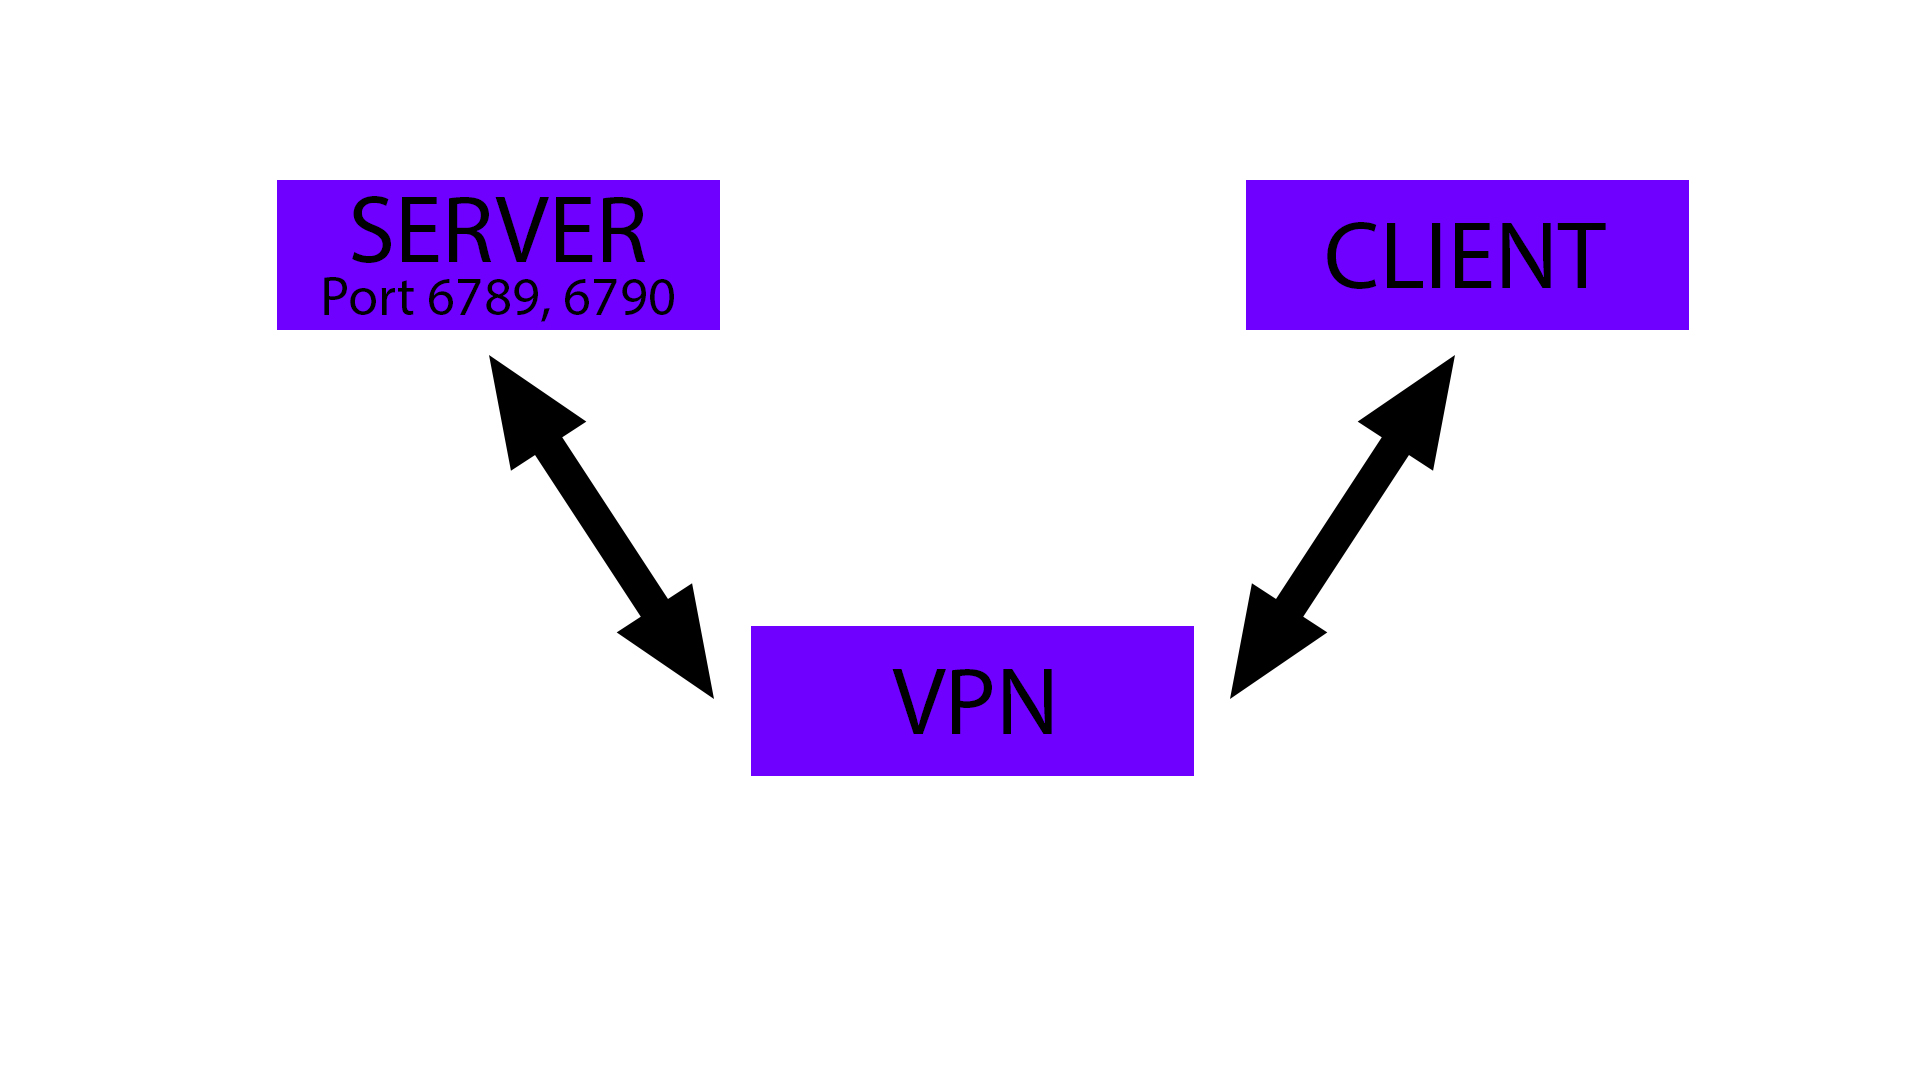 SERVER
Port 6789, 6790
CLIENT
VPN